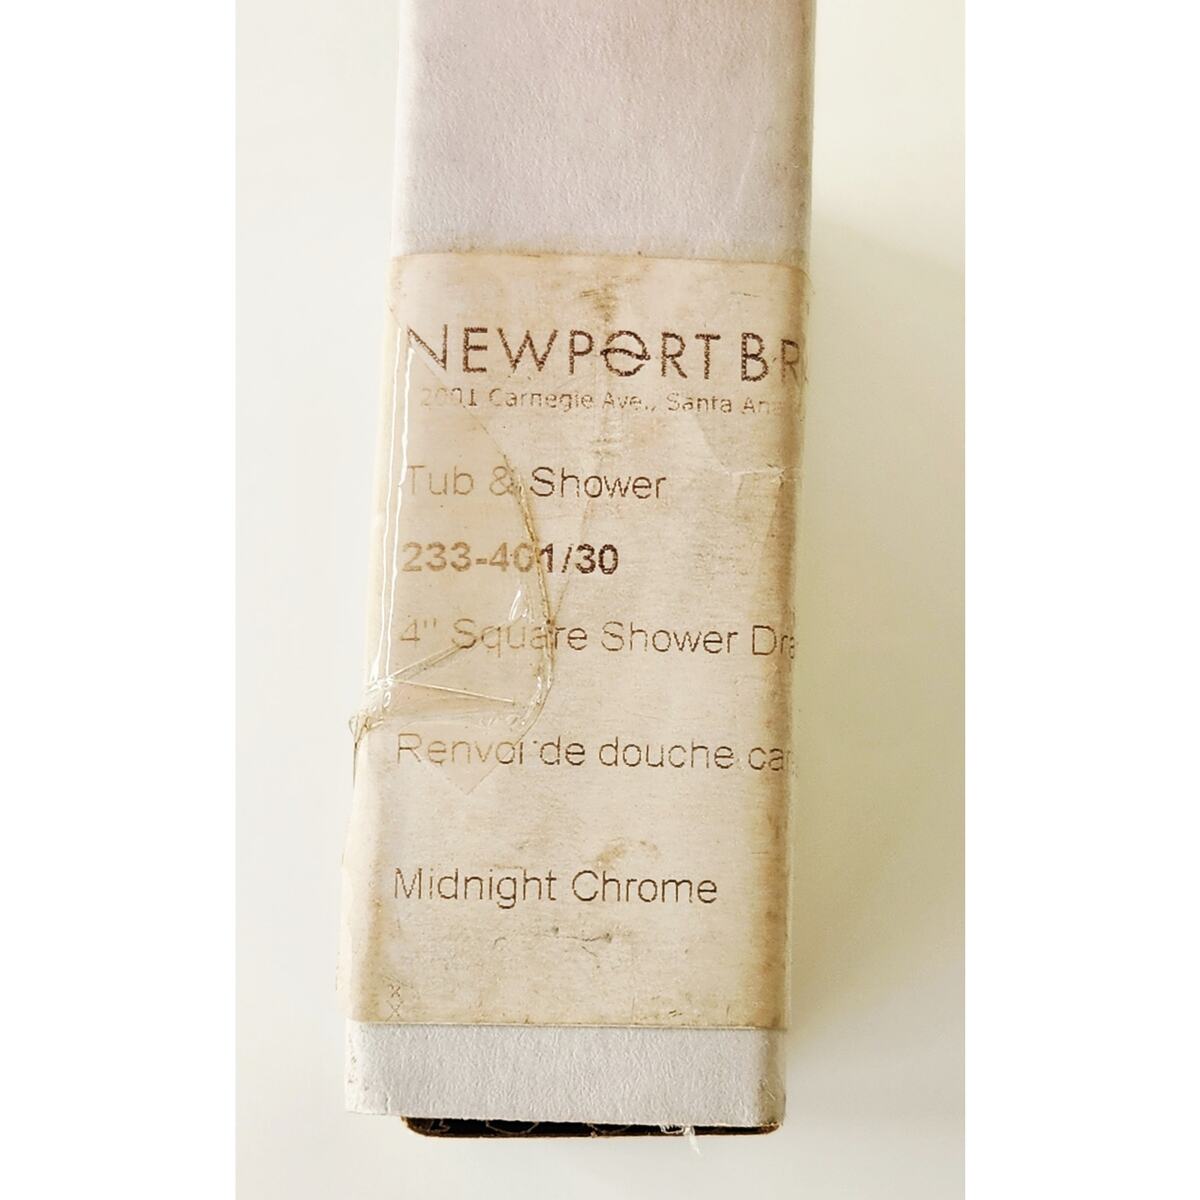 NEWPORT BR
2001 Carnegie Ave., Santa Ana
Tub & Shower
233-401/30
4" Square Shower Dra
Renvoi de douche car
Midnight Chrome
X
X